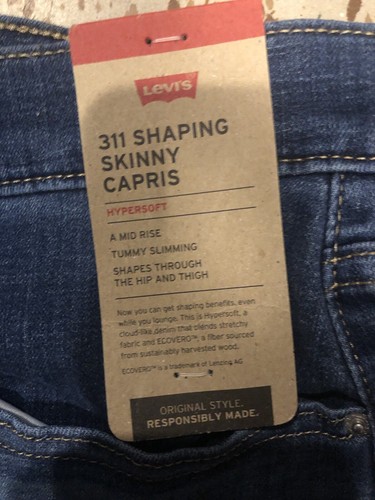 Levi's
311 SHAPING
SKINNY
CAPRIS
HYPERSOFT
A MID RISE
TUMMY SLIMMING
SHAPES THROUGH
THE HIP AND THIGH
Now you can get shaping benefits, even
while you lounge. This is Hypersoft, a
cloud-like denim that blends stretchy
fabric and ECOVERO™, a fiber sourced
from sustainably harvested wood.
ECOVERO™ is a trademark of Lenzing AG
ORIGINAL STYLE.
RESPONSIBLY MADE.